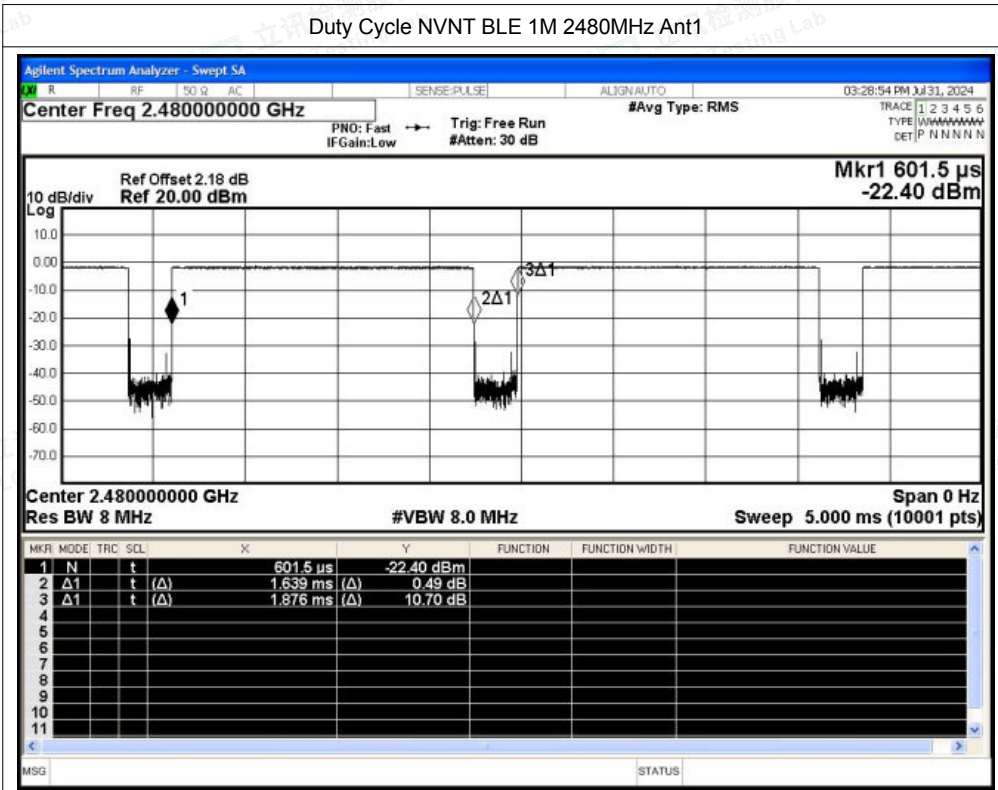 Duty Cycle NVNT BLE 1M 2480MHz Ant1
Agilent Spectrum Analyzer - Swept SA
LXI R RF 50 Ω AC SENSE:PULSE ALIGN AUTO 03:28:54 PM Jul 31, 2024
Center Freq 2.480000000 GHz #Avg Type: RMS TRACE 1 2 3 4 5 6
PNO: Fast Trig: Free Run TYPE W
IFGain:Low #Atten: 30 dB DET P N N N N N
Mkr1 601.5 µs
-22.40 dBm
Ref Offset 2.18 dB
10 dB/div Ref 20.00 dBm
Log
10.0
0.00
-10.0
-20.0
-30.0
-40.0
-50.0
-60.0
-70.0
3Δ1
1
2Δ1
Center 2.480000000 GHz Span 0 Hz
Res BW 8 MHz #VBW 8.0 MHz Sweep 5.000 ms (10001 pts)
MKR MODE TRC SCL X Y FUNCTION FUNCTION WIDTH FUNCTION VALUE
1 N t 601.5 µs -22.40 dBm
2 Δ1 t (Δ) 1.639 ms (Δ) 0.49 dB
3 Δ1 t (Δ) 1.876 ms (Δ) 10.70 dB
4
5
6
7
8
9
10
11
MSG STATUS